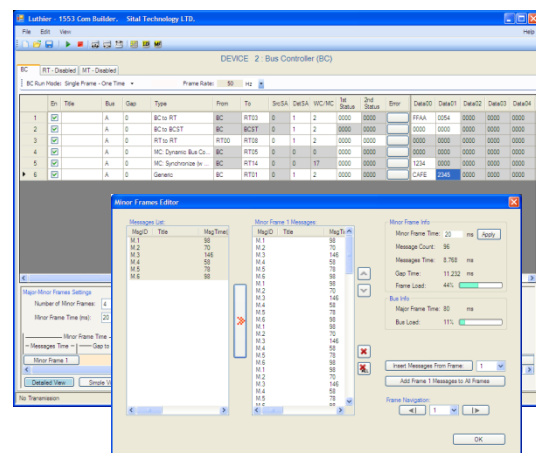 Luthier - 1553 Com Builder. Sital Technology LTD.
File Edit View Help
DEVICE 2 : Bus Controller (BC)
BC RT - Disabled MT - Disabled
BC Run Mode: Single Frame - One Time Frame Rate: 50 Hz
En Title Bus Gap Type From To SrcSA DstSA WC/MC 1st Status 2nd Status Error Data00 Data01 Data02 Data03 Data04
1 A 0 BC to RT BC RT03 0 1 2 0000 0000 FFAA 0054 0000 0000 0000
2 A 0 BC to BCST BC BCST 0 1 2 0000 0000 0000 0000 0000 0000 0000
3 A 0 RT to RT RT00 RT08 0 1 2 0000 0000 0000 0000 0000 0000 0000
4 A 0 MC: Dynamic Bus Co... BC RT05 0 0 0 0000 0000 0000 0000 0000 0000 0000
5 A 0 MC: Synchronize (w ... BC RT14 0 0 17 0000 0000 1234 0000 0000 0000 0000
6 A 0 Generic BC RT01 0 1 2 0000 0000 CAFE 2345 0000 0000 0000
Minor Frames Editor
Messages List:
MsgID Title MsgTime
M.1 98
M.2 70
M.3 146
M.4 58
M.5 78
M.6 98
Minor Frame 1 Messages:
MsgID Title MsgTi
M.1 98
M.2 70
M.3 146
M.4 58
M.5 78
M.6 98
M.1 98
M.2 70
M.3 146
M.4 58
M.5 78
M.6 98
M.1 98
M.2 70
M.3 146
M.4 58
M.5 78
M.6 98
M.1 98
M.2 70
M.3 146
M.4 58
M.5 78
Minor Frame Info
Minor Frame Time: 20 ms Apply
Message Count: 96
Messages Time: 8.768 ms
Gap Time: 11.232 ms
Frame Load: 44%
Bus Info
Major Frame Time: 80 ms
Bus Load: 11%
Insert Messages From Frame: 1
Add Frame 1 Messages to All Frames
Frame Navigation:
1
OK
Major-Minor Frames Settings
Number of Minor Frames: 4
Minor Frame Time (ms): 20
Minor Frame Time
Messages Time Gap to
Minor Frame 1
Detailed View Simple V
No Transmission